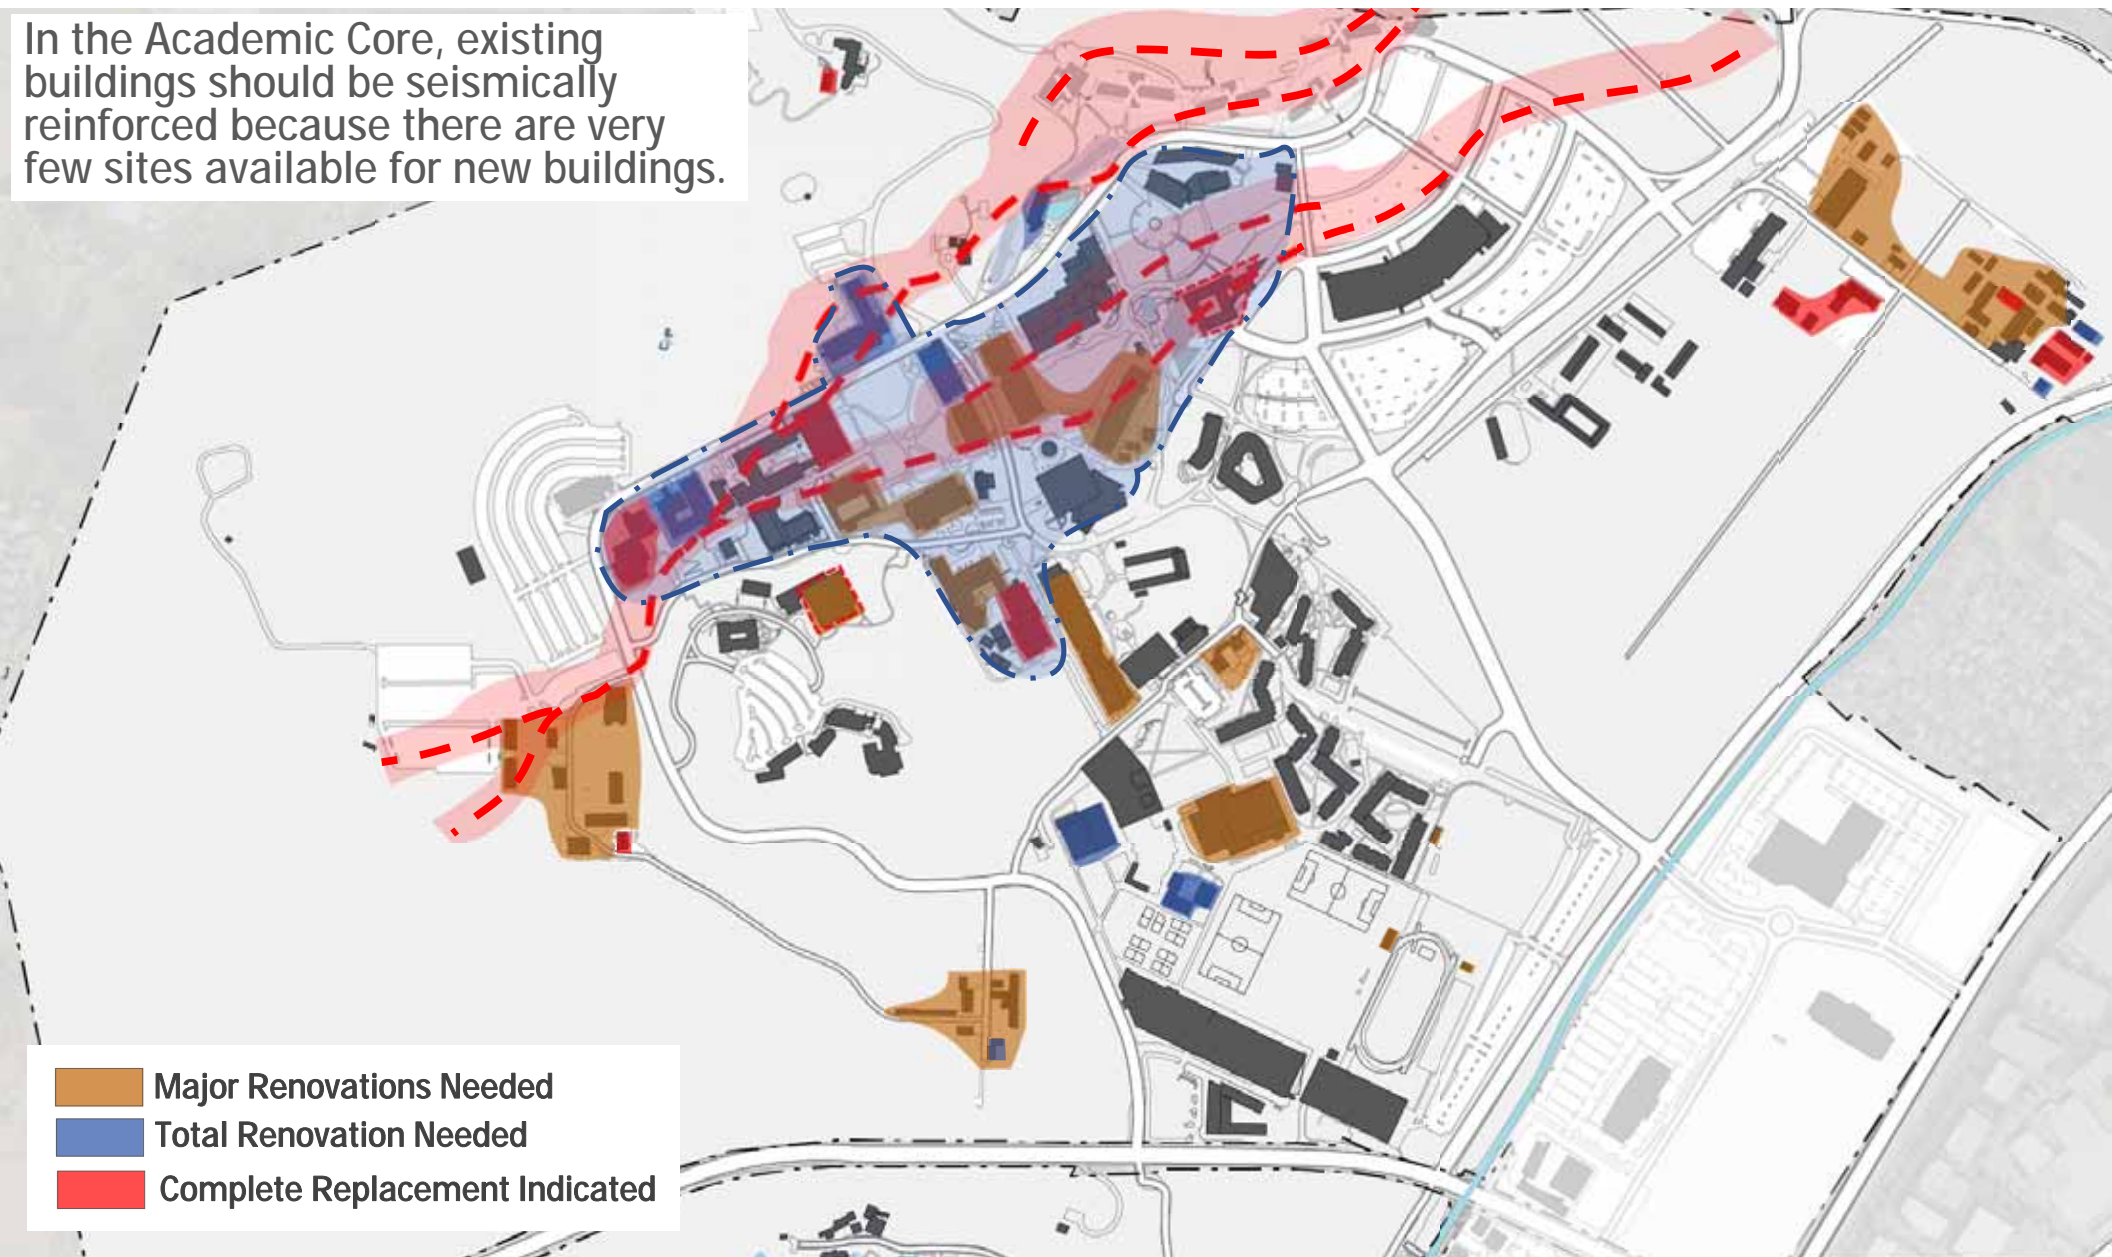 In the Academic Core, existing
buildings should be seismically
reinforced because there are very
few sites available for new buildings.
Major Renovations Needed
Total Renovation Needed
Complete Replacement Indicated